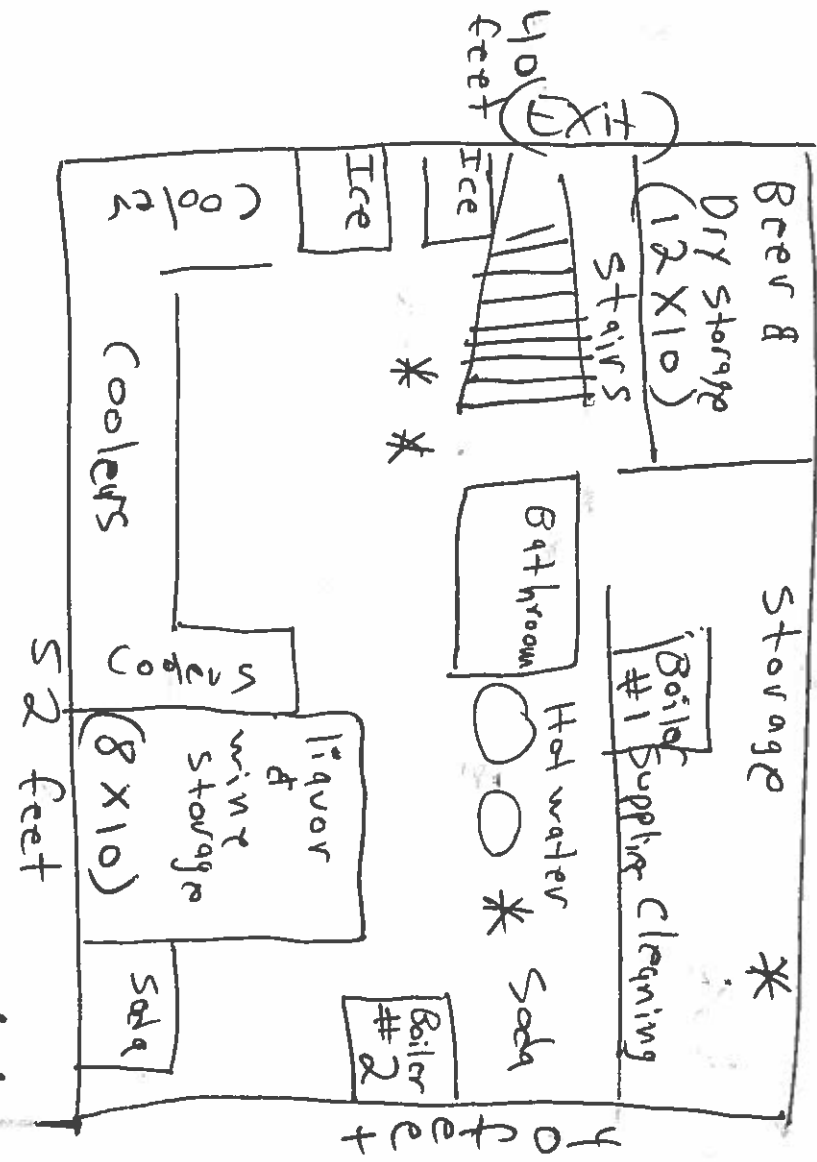 40
feet
(Exit)
Beer &
Dry Storage
(12 X 10)
Stairs
Ice
Ice
Cooler
Coolers
Coolers
Bathroom
Storage
Boiler
#1
Supplie Cleaning
Hot water
*
*
*
*
liquor
&
wine
storage
(8 X 10)
Soda
Soda
Boiler
#2
52 feet
40 feet